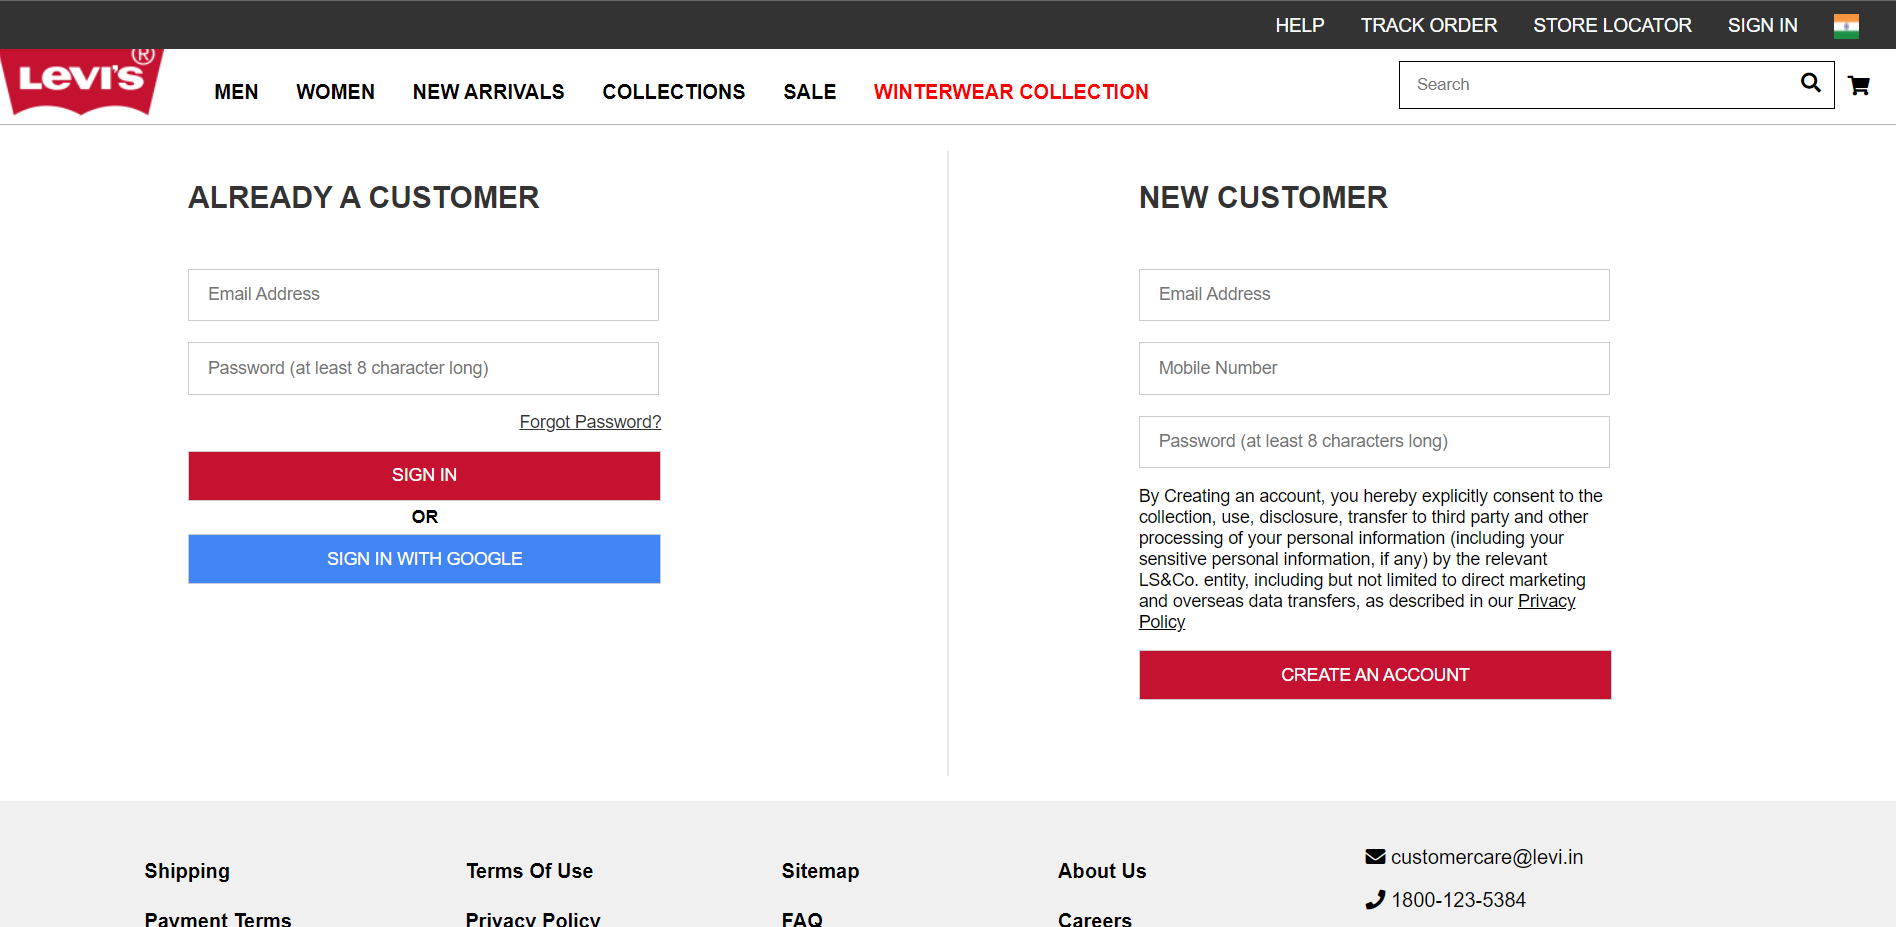 HELP TRACK ORDER STORE LOCATOR SIGN IN
LEVI'S ®
MEN WOMEN NEW ARRIVALS COLLECTIONS SALE WINTERWEAR COLLECTION
Search
ALREADY A CUSTOMER
Email Address
Password (at least 8 character long)
Forgot Password?
SIGN IN
OR
SIGN IN WITH GOOGLE
NEW CUSTOMER
Email Address
Mobile Number
Password (at least 8 characters long)
By Creating an account, you hereby explicitly consent to the
collection, use, disclosure, transfer to third party and other
processing of your personal information (including your
sensitive personal information, if any) by the relevant
LS&Co. entity, including but not limited to direct marketing
and overseas data transfers, as described in our Privacy
Policy
CREATE AN ACCOUNT
Shipping
Payment Terms
Terms Of Use
Privacy Policy
Sitemap
FAQ
About Us
Careers
customercare@levi.in
1800-123-5384